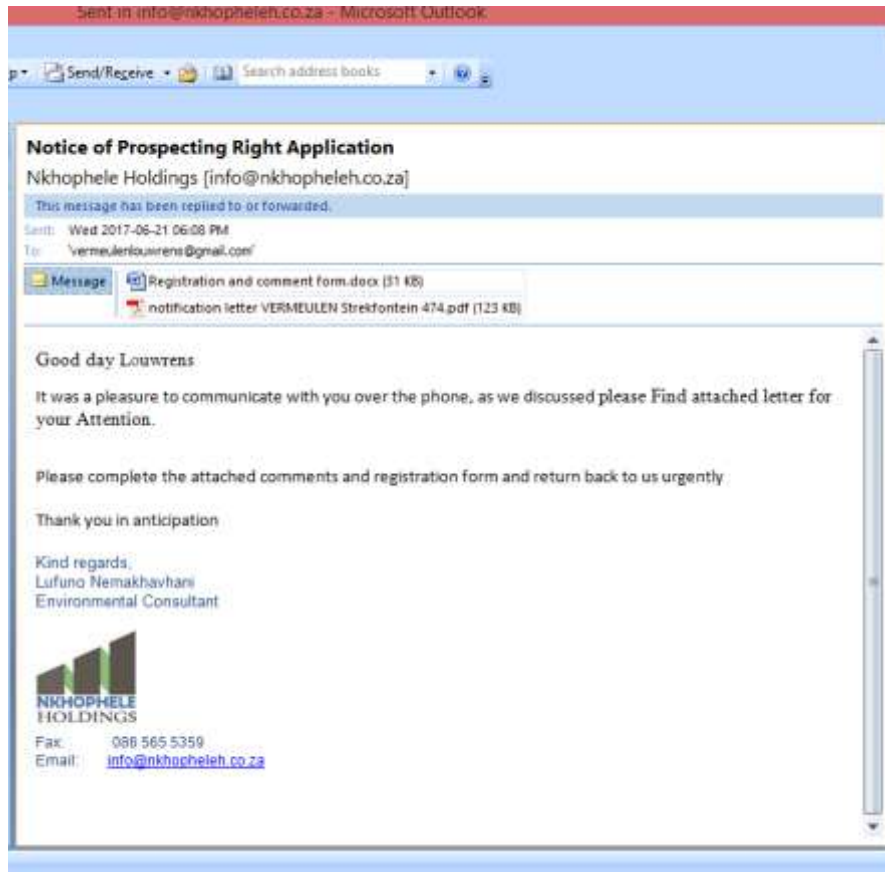 Sent in info@nkhopheleh.co.za - Microsoft Outlook
p Send/Receive Search address books
Notice of Prospecting Right Application
Nkhophele Holdings [info@nkhopheleh.co.za]
This message has been replied to or forwarded.
Sent: Wed 2017-06-21 06:08 PM
To: 'vermeulenlouwrens@gmail.com'
Message Registration and comment form.docx (31 KB)
notification letter VERMEULEN Strekfontein 474.pdf (123 KB)
Good day Louwrens
It was a pleasure to communicate with you over the phone, as we discussed please Find attached letter for
your Attention.
Please complete the attached comments and registration form and return back to us urgently
Thank you in anticipation
Kind regards,
Lufuno Nemakhavhani
Environmental Consultant
NKHOPHELE
HOLDINGS
Fax: 086 565 5359
Email: info@nkhopheleh.co.za